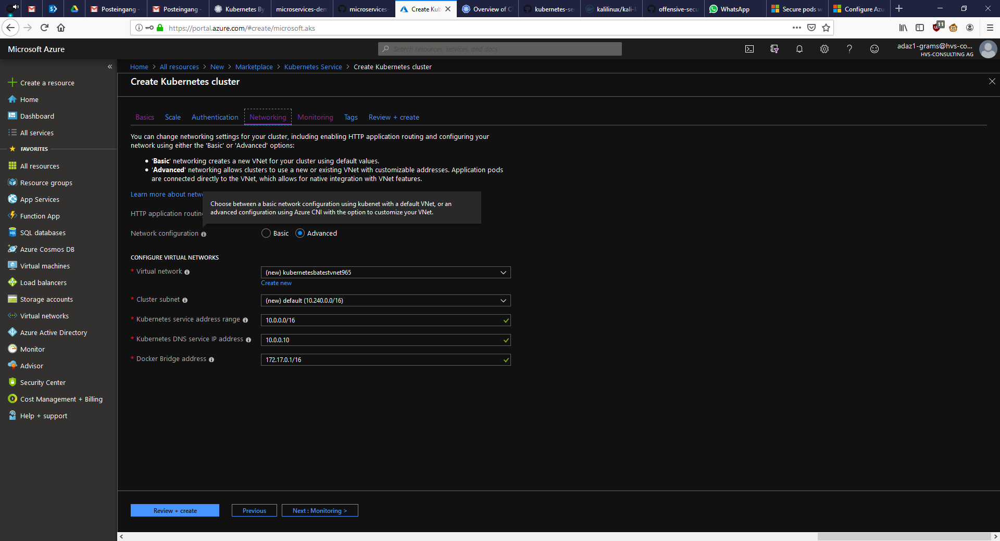 Posteingang -
Posteingang -
Kubernetes By
microservices-den
microservices-
Create Kub
Overview of C
kubernetes-se
kalilinux/kali-l
offensive-secu
WhatsApp
Secure pods w
Configure Azu
https://portal.azure.com/#create/microsoft.aks
11
Microsoft Azure
Search resources, services, and docs
adaz1-grams@hvs-co...
HVS-CONSULTING AG
Home > All resources > New > Marketplace > Kubernetes Service > Create Kubernetes cluster
Create Kubernetes cluster
Create a resource
Home
Dashboard
All services
FAVORITES
All resources
Resource groups
App Services
Function App
SQL databases
Azure Cosmos DB
Virtual machines
Load balancers
Storage accounts
Virtual networks
Azure Active Directory
Monitor
Advisor
Security Center
Cost Management + Billing
Help + support
Basics Scale Authentication Networking Monitoring Tags Review + create
You can change networking settings for your cluster, including enabling HTTP application routing and configuring your
network using either the 'Basic' or 'Advanced' options:
• 'Basic' networking creates a new VNet for your cluster using default values.
• 'Advanced' networking allows clusters to use a new or existing VNet with customizable addresses. Application pods
are connected directly to the VNet, which allows for native integration with VNet features.
Learn more about netw
Choose between a basic network configuration using kubenet with a default VNet, or an
advanced configuration using Azure CNI with the option to customize your VNet.
HTTP application routin
Network configuration
Basic
Advanced
CONFIGURE VIRTUAL NETWORKS
* Virtual network
(new) kubernetesbatestvnet965
Create new
* Cluster subnet
(new) default (10.240.0.0/16)
* Kubernetes service address range
10.0.0.0/16
* Kubernetes DNS service IP address
10.0.0.10
* Docker Bridge address
172.17.0.1/16
Review + create
Previous
Next : Monitoring >